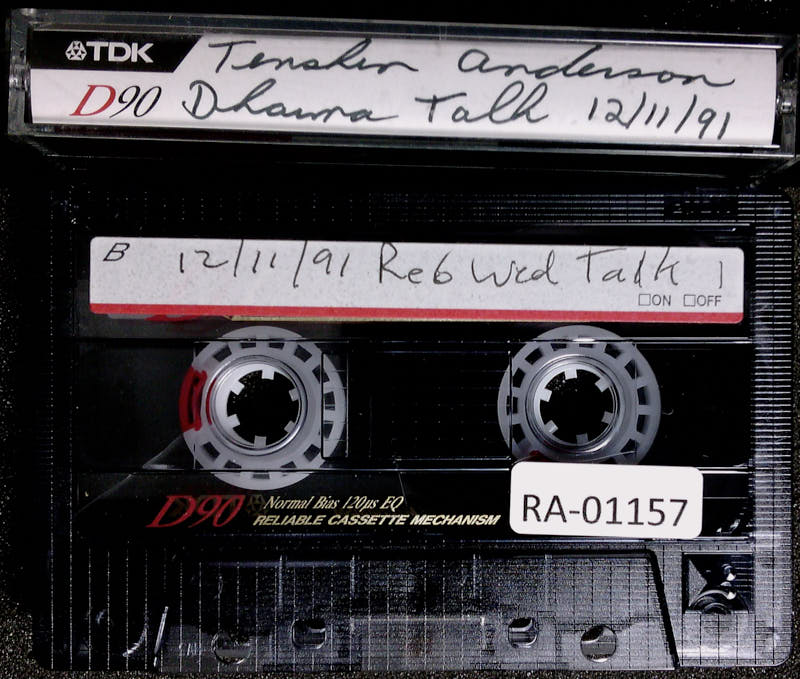 TDK Tenshin Anderson
D90 Dharma Talk 12/11/91
B 12/11/91 Reb Wed Talk 1
ON OFF
D90 Normal Bias 120µs EQ
RELIABLE CASSETTE MECHANISM
RA-01157